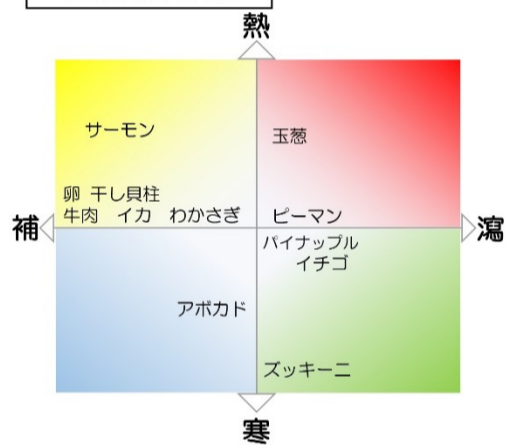 熱
サーモン
玉葱
卵 干し貝柱
牛肉 イカ わかさぎ
ピーマン
補
瀉
パイナップル
イチゴ
アボカド
ズッキーニ
寒